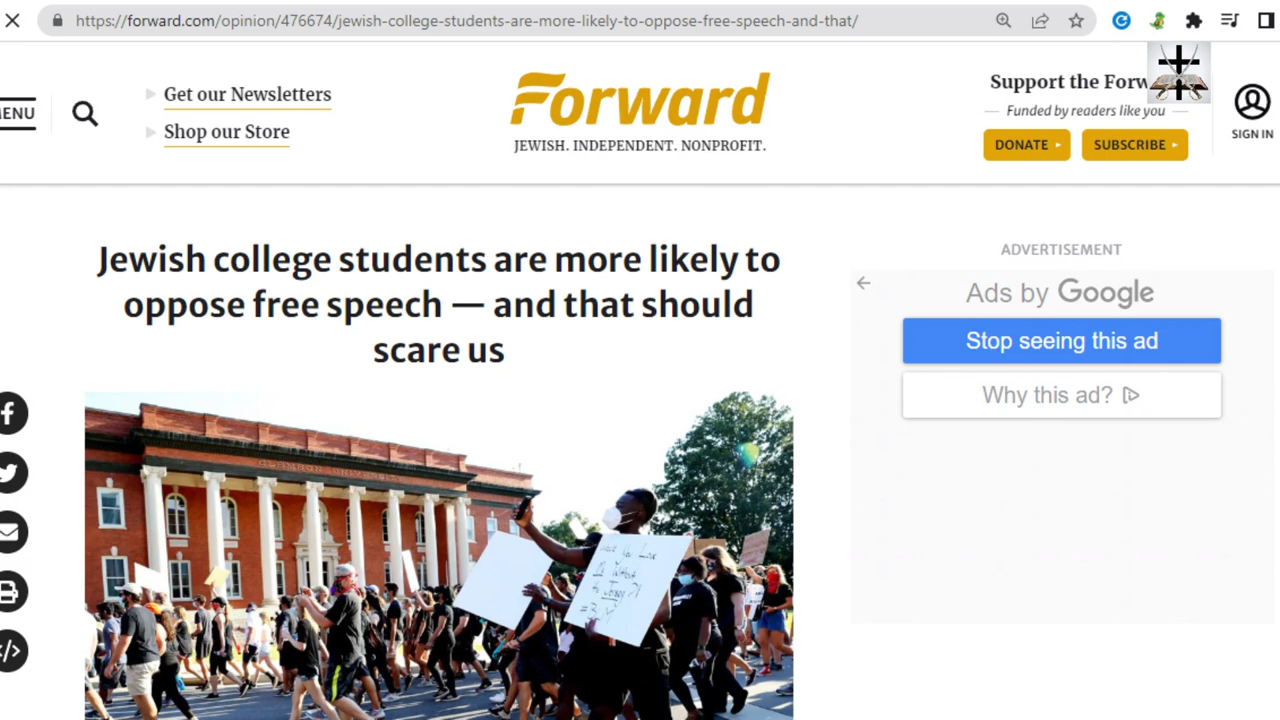 https://forward.com/opinion/476674/jewish-college-students-are-more-likely-to-oppose-free-speech-and-that/
ENU
Get our Newsletters
Shop our Store
Forward
JEWISH. INDEPENDENT. NONPROFIT.
Support the Forw
Funded by readers like you
DONATE
SUBSCRIBE
SIGN IN
Jewish college students are more likely to
oppose free speech — and that should
scare us
ADVERTISEMENT
Ads by Google
Stop seeing this ad
Why this ad?